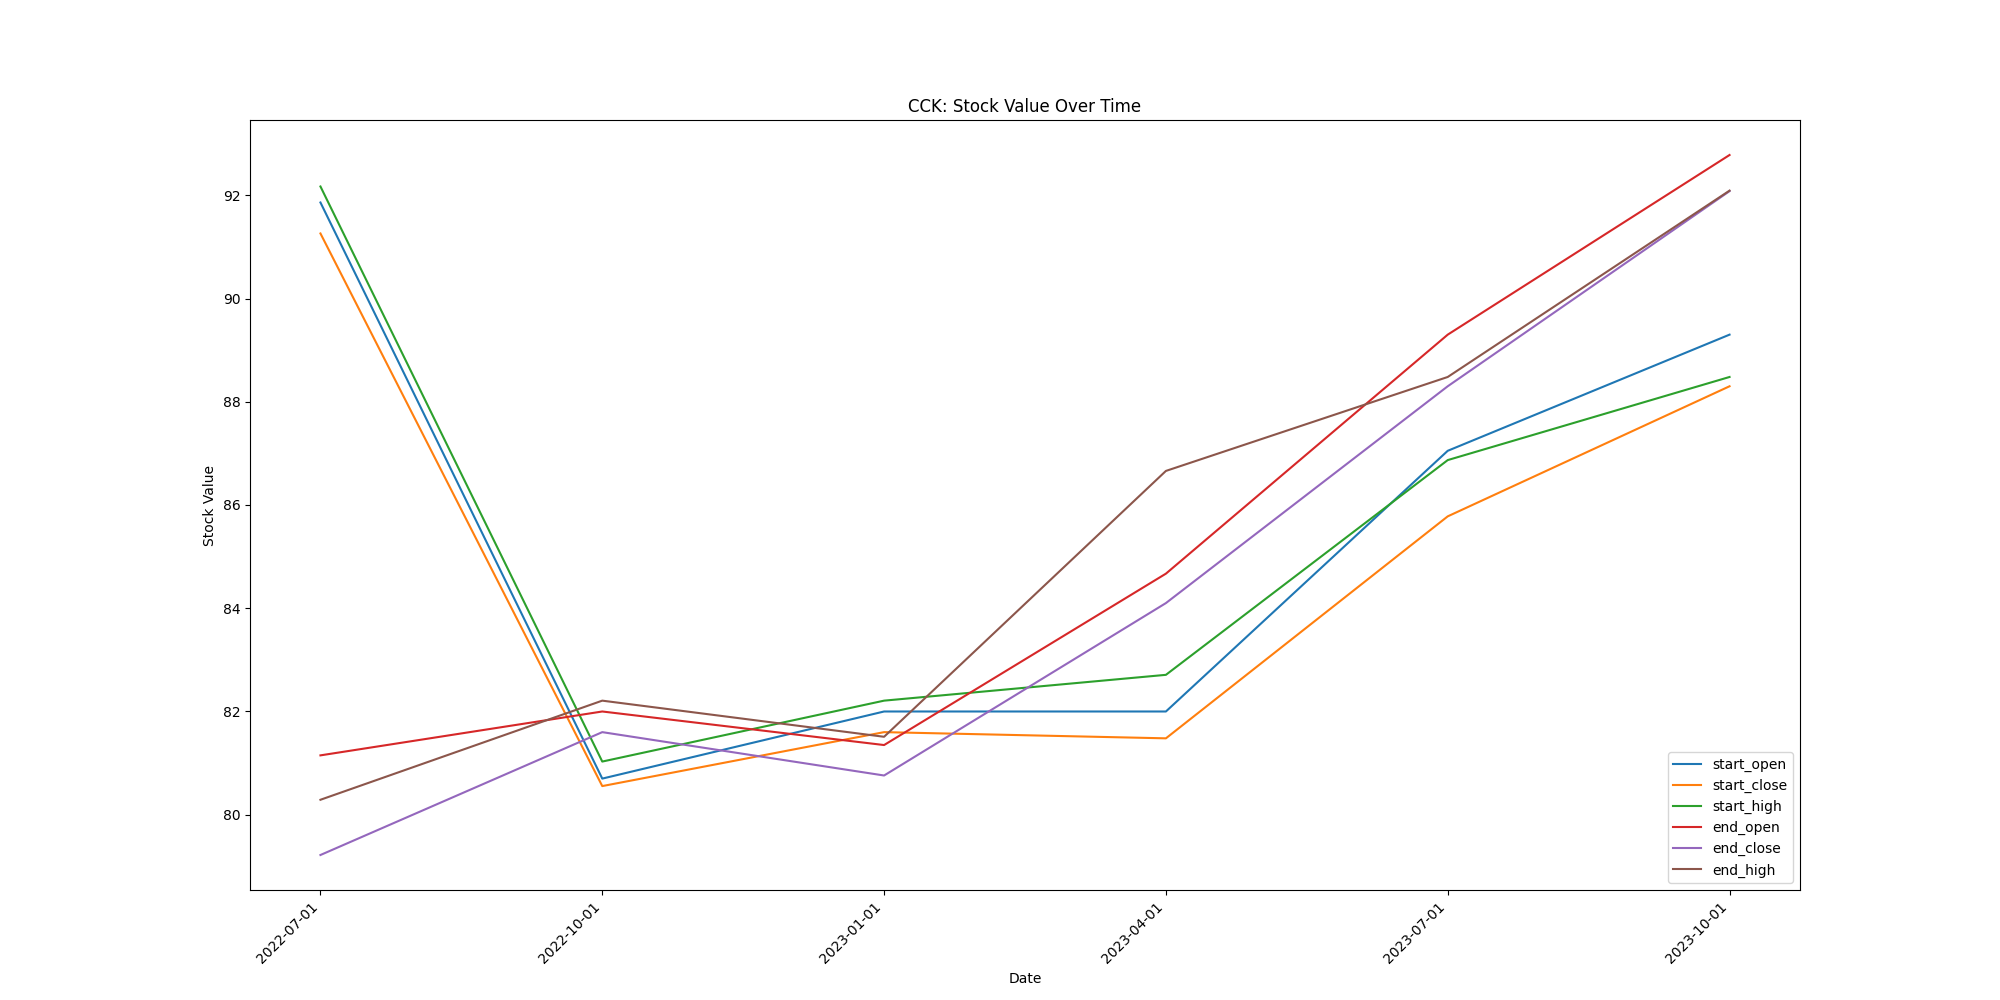 CCK: Stock Value Over Time
Stock Value
92
90
88
86
84
82
80
2022-07-01
2022-10-01
2023-01-01
2023-04-01
2023-07-01
2023-10-01
Date
start_open
start_close
start_high
end_open
end_close
end_high